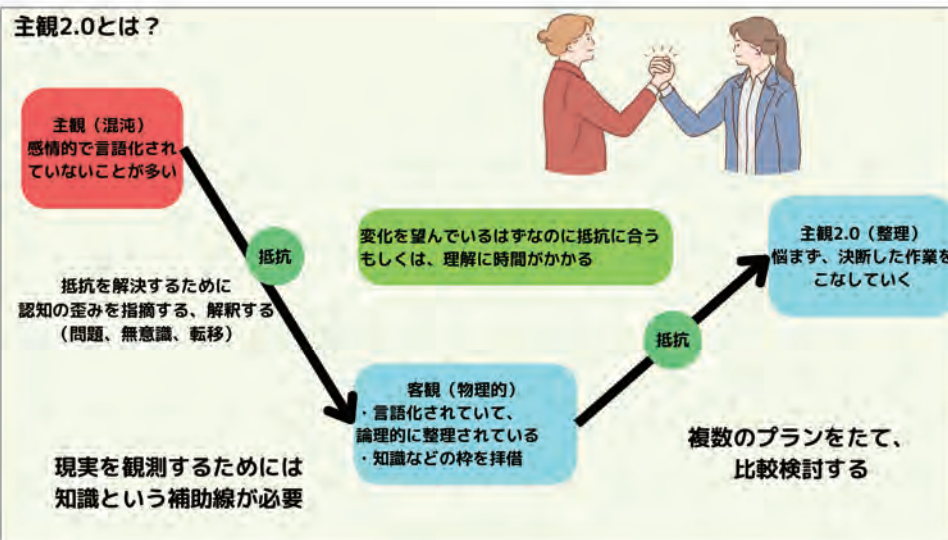 主観2.0とは？
主観（混沌）
感情的で言語化され
ていないことが多い
抵抗
変化を望んでいるはずなのに抵抗に合う
もしくは、理解に時間がかかる
主観2.0（整理）
悩まず、決断した作業を
こなしていく
抵抗を解決するために
認知の歪みを指摘する、解釈する
（問題、無意識、転移）
抵抗
客観（物理的）
・言語化されていて、
論理的に整理されている
・知識などの枠を拝借
現実を観測するためには
知識という補助線が必要
複数のプランをたて、
比較検討する